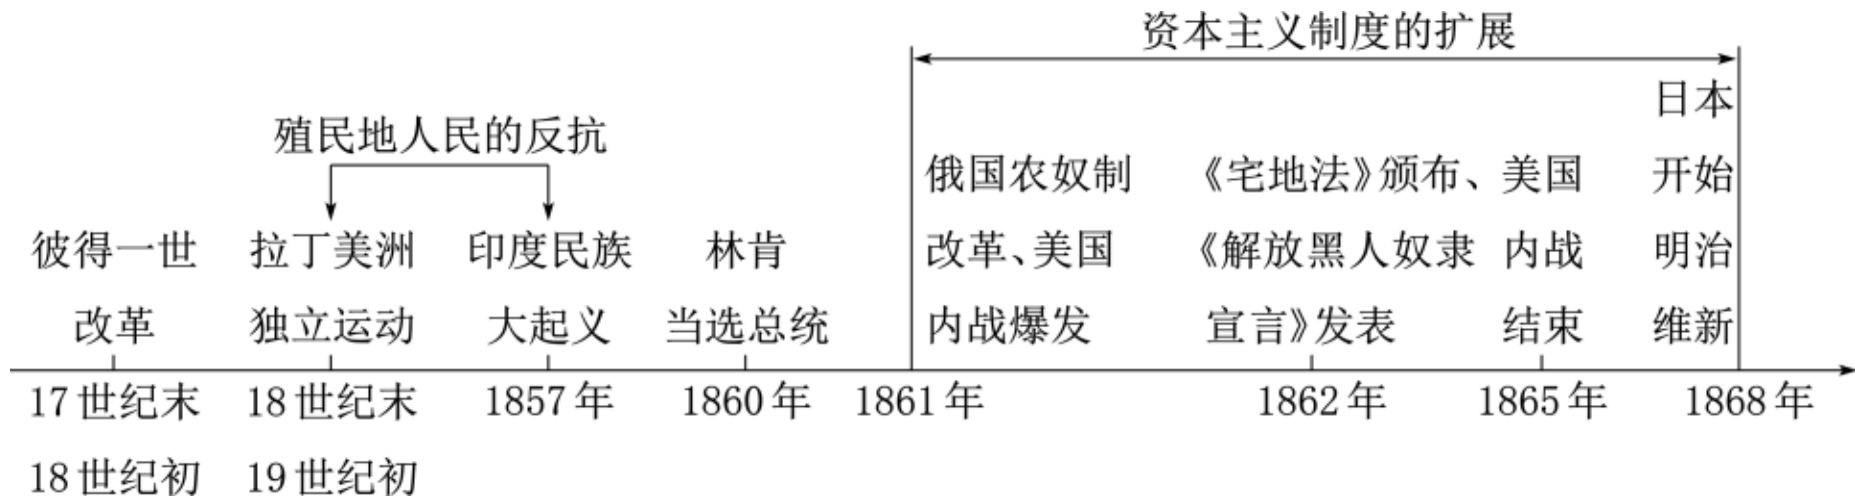 资本主义制度的扩展
殖民地人民的反抗
彼得一世
改革
拉丁美洲
独立运动
印度民族
大起义
林肯
当选总统
俄国农奴制
改革、美国
内战爆发
《宅地法》颁布、
《解放黑人奴隶
宣言》发表
美国
内战
结束
日本
开始
明治
维新
17世纪末
18世纪初
18世纪末
19世纪初
1857年
1860年
1861年
1862年
1865年
1868年